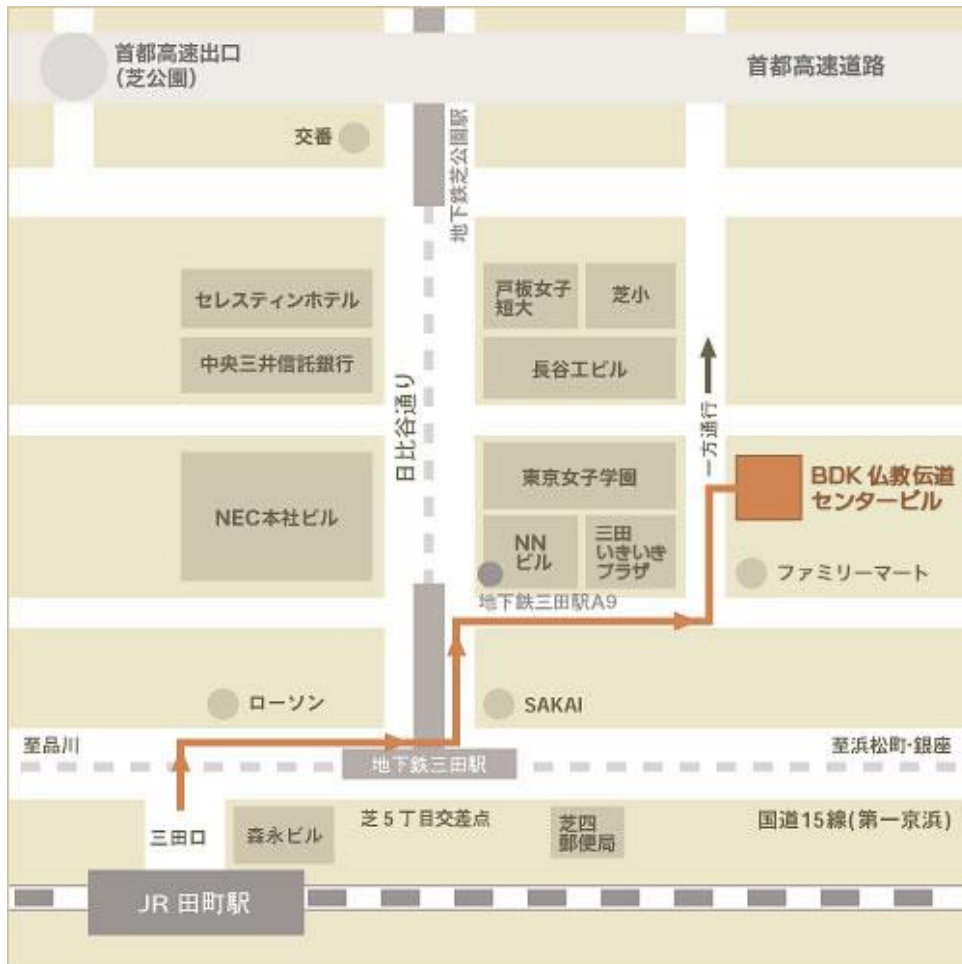 首都高速出口
(芝公園)
首都高速道路
交番
地下鉄芝公園駅
セレスティンホテル
戸板女子
短大
芝小
中央三井信託銀行
長谷工ビル
日比谷通り
一方通行
NEC本社ビル
東京女子学園
BDK 仏教伝道
センタービル
NN
ビル
三田
いきいき
プラザ
ファミリーマート
地下鉄三田駅A9
ローソン
SAKAI
至品川
至浜松町・銀座
地下鉄三田駅
三田口
森永ビル
芝5丁目交差点
芝四
郵便局
国道15線(第一京浜)
JR 田町駅